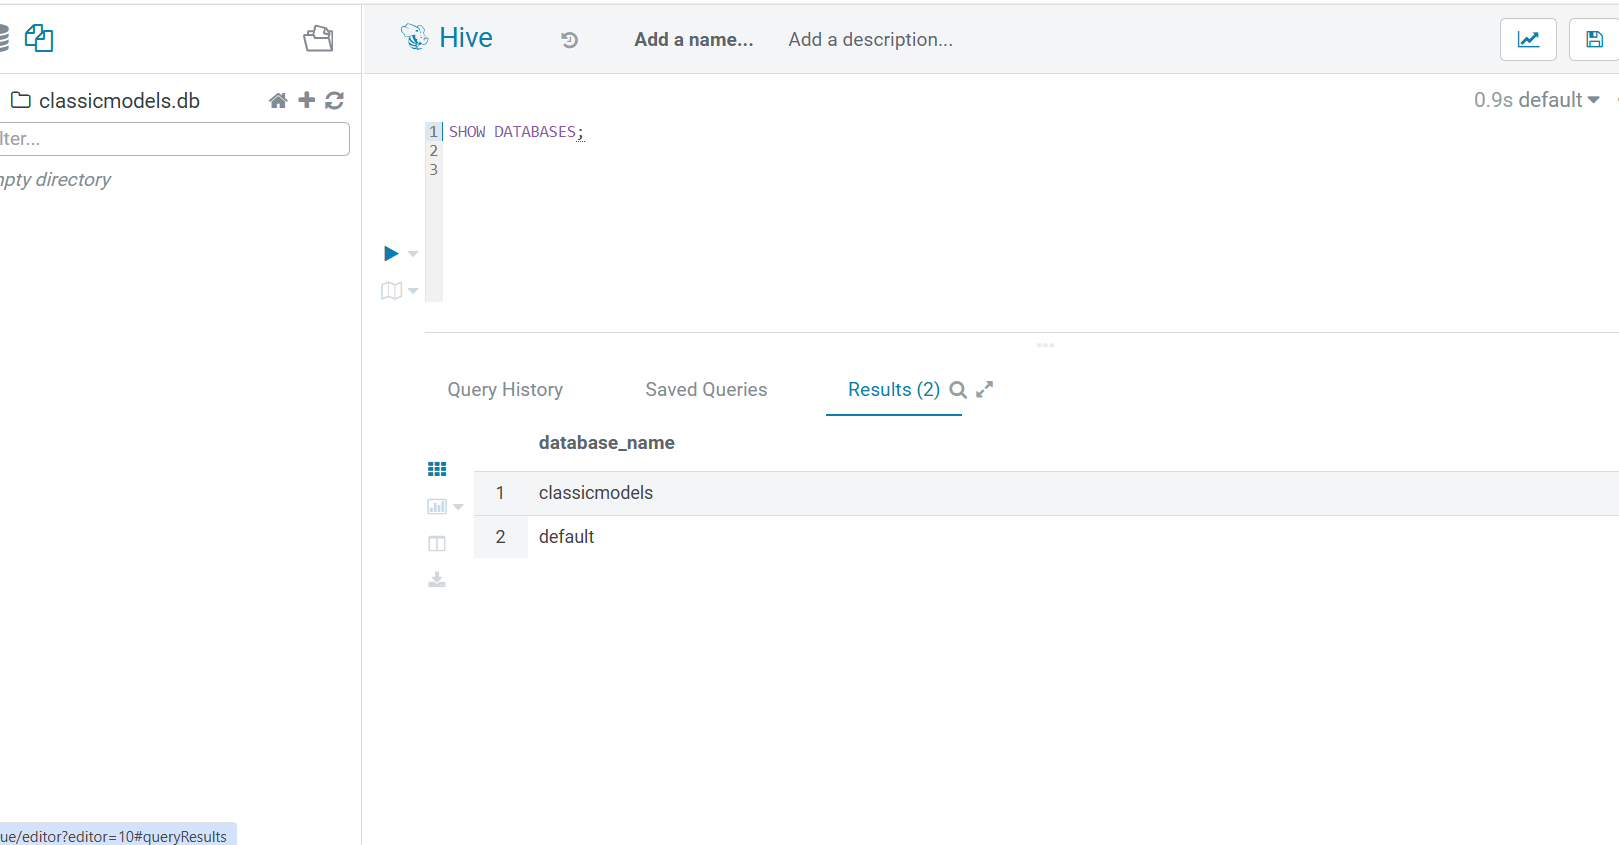 Hive
Add a name...
Add a description...
classicmodels.db
lter...
npty directory
0.9s default
1 SHOW DATABASES;
2
3
Query History
Saved Queries
Results (2)
database_name
1 classicmodels
2 default
ue/editor?editor=10#queryResults